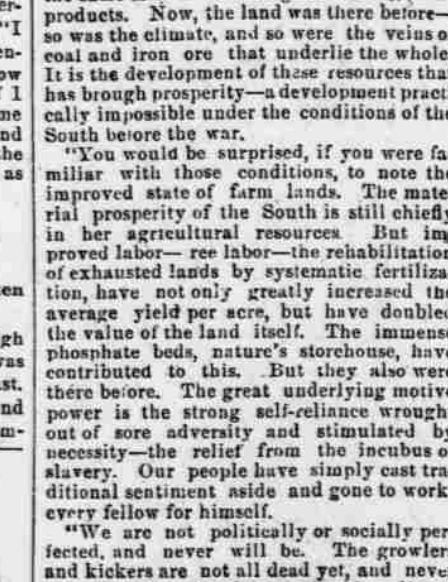 products. Now, the land was there before—
so was the climate, and so were the veins o
coal and iron ore that underlie the whole
It is the development of these resources tha
has brough prosperity—a development pract
cally impossible under the conditions of the
South before the war.
"You would be surprised, if you were fa
miliar with those conditions, to note the
improved state of farm lands. The mate
rial prosperity of the South is still chiefly
in her agricultural resources. But im
proved labor— ree labor—the rehabilitation
of exhausted lands by systematic fertiliza
tion, have not only greatly increased the
average yield per acre, but have double
the value of the land itself. The immens
phosphate beds, nature's storehouse, have
contributed to this. But they also were
there before. The great underlying motiv
power is the strong self-reliance wrough
out of sore adversity and stimulated by
necessity—the relief from the incubus o
slavery. Our people have simply cast tra
ditional sentiment aside and gone to work
every fellow for himself.
"We are not politically or socially per
fected, and never will be. The growler
and kickers are not all dead yet, and neve